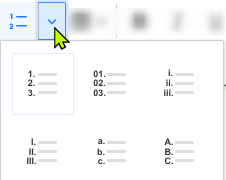 1
2
1. 01. i.
2. 02. ii.
3. 03. iii.
I. a. A.
II. b. B.
III. c. C.